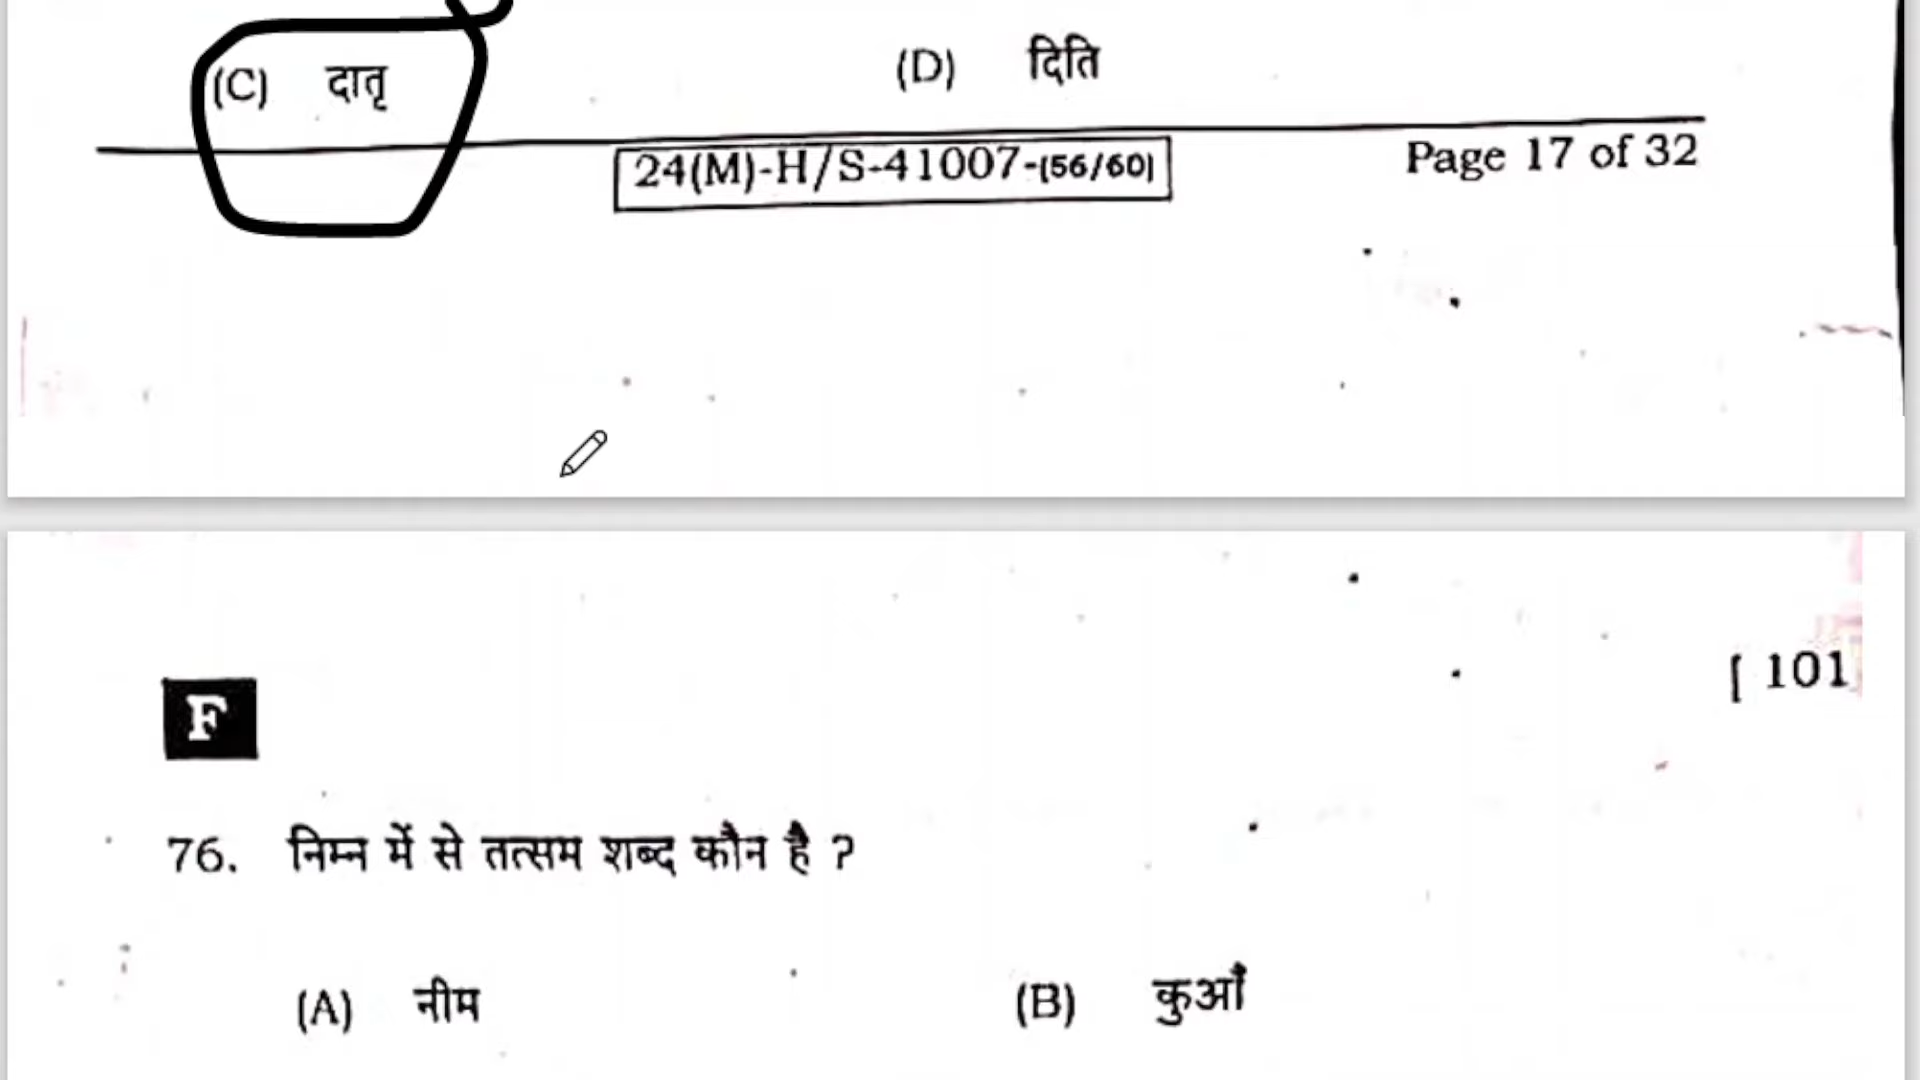 (C) दातृ (D) दिति
24(M)-H/S-41007-(56/60) Page 17 of 32
F [ 101
76. निम्न में से तत्सम शब्द कौन है ?
(A) नीम (B) कुआँ